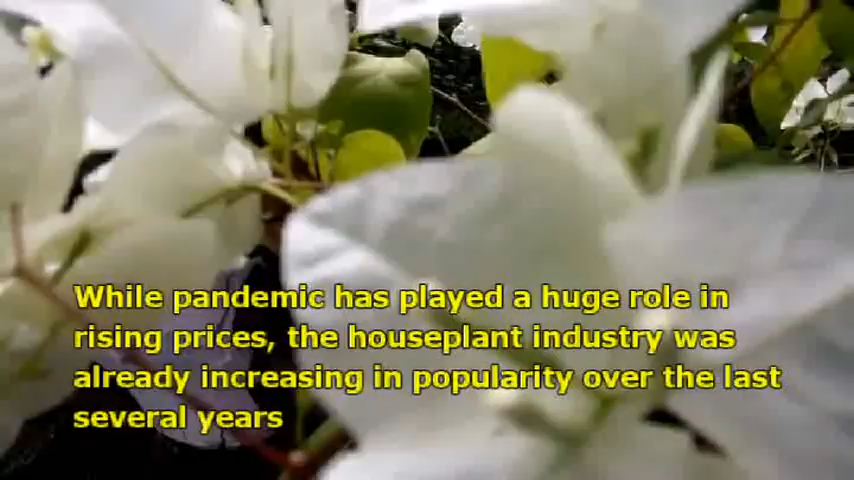 While pandemic has played a huge role in
rising prices, the houseplant industry was
already increasing in popularity over the last
several years